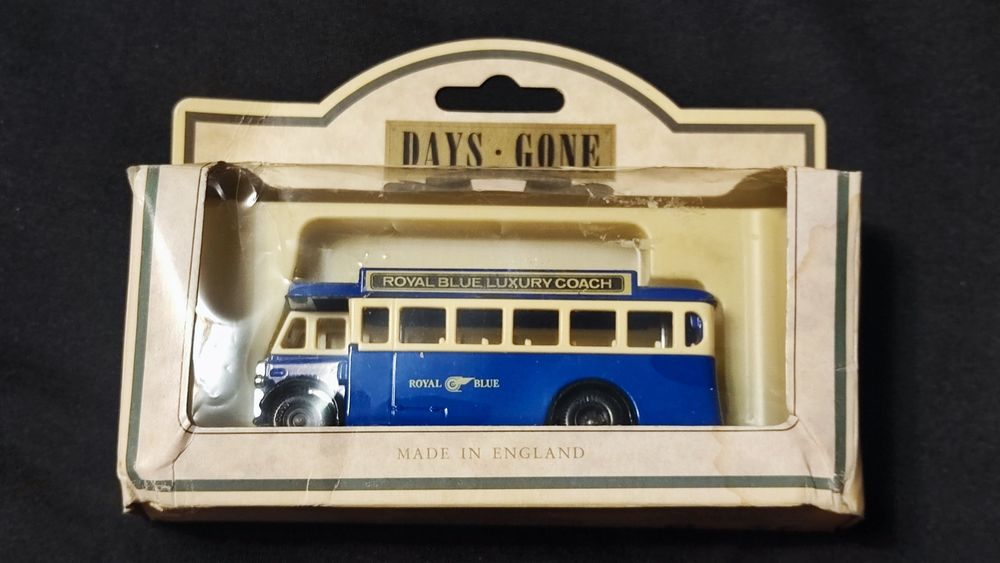 DAYS · GONE
ROYAL BLUE LUXURY COACH
ROYAL BLUE
MADE IN ENGLAND